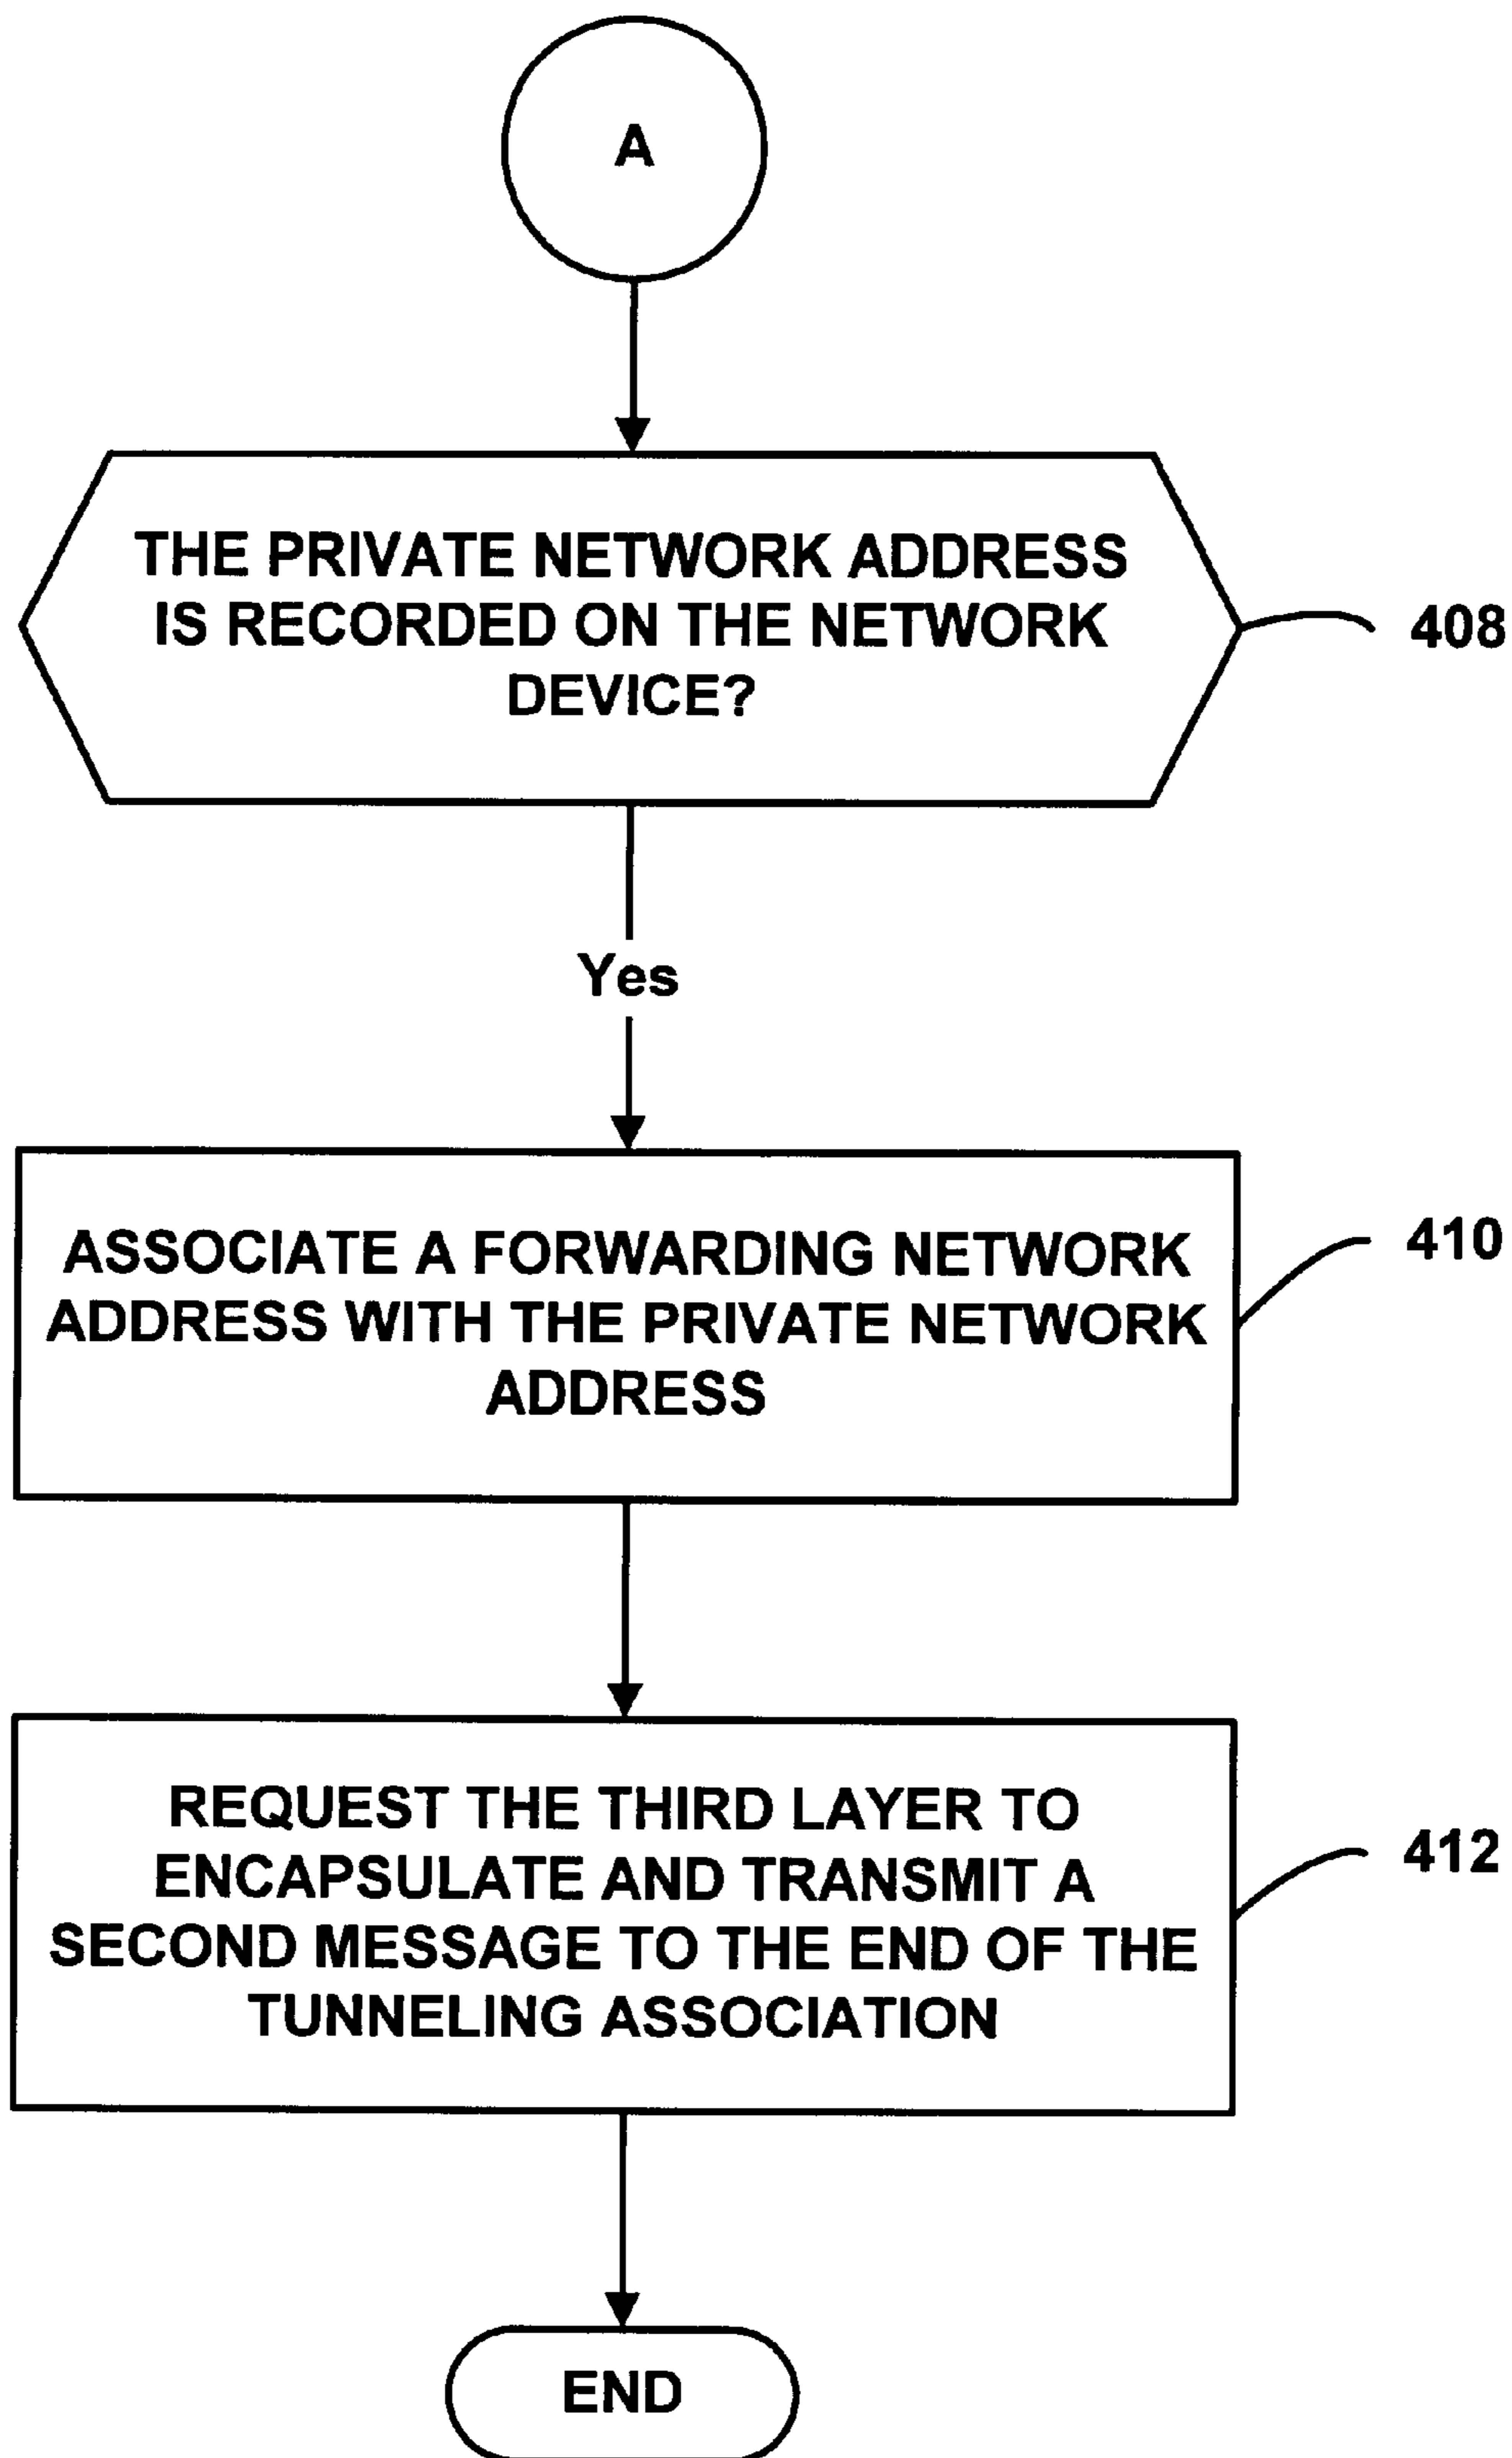 A
THE PRIVATE NETWORK ADDRESS
IS RECORDED ON THE NETWORK
DEVICE?
408
Yes
ASSOCIATE A FORWARDING NETWORK
ADDRESS WITH THE PRIVATE NETWORK
ADDRESS
410
REQUEST THE THIRD LAYER TO
ENCAPSULATE AND TRANSMIT A
SECOND MESSAGE TO THE END OF THE
TUNNELING ASSOCIATION
412
END